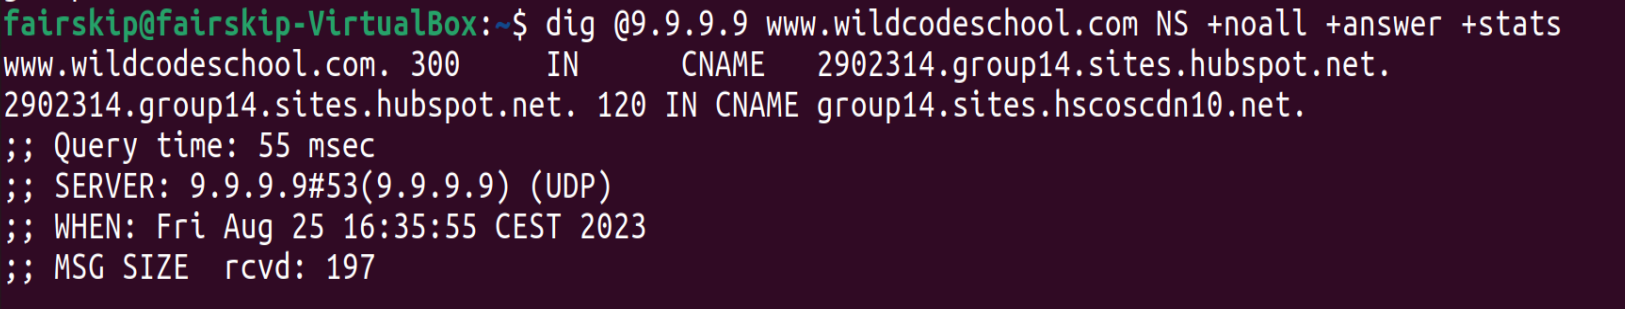 fairskip@fairskip-VirtualBox:~$ dig @9.9.9.9 www.wildcodeschool.com NS +noall +answer +stats
www.wildcodeschool.com. 300 IN CNAME 2902314.group14.sites.hubspot.net.
2902314.group14.sites.hubspot.net. 120 IN CNAME group14.sites.hscoscdn10.net.
;; Query time: 55 msec
;; SERVER: 9.9.9.9#53(9.9.9.9) (UDP)
;; WHEN: Fri Aug 25 16:35:55 CEST 2023
;; MSG SIZE  rcvd: 197